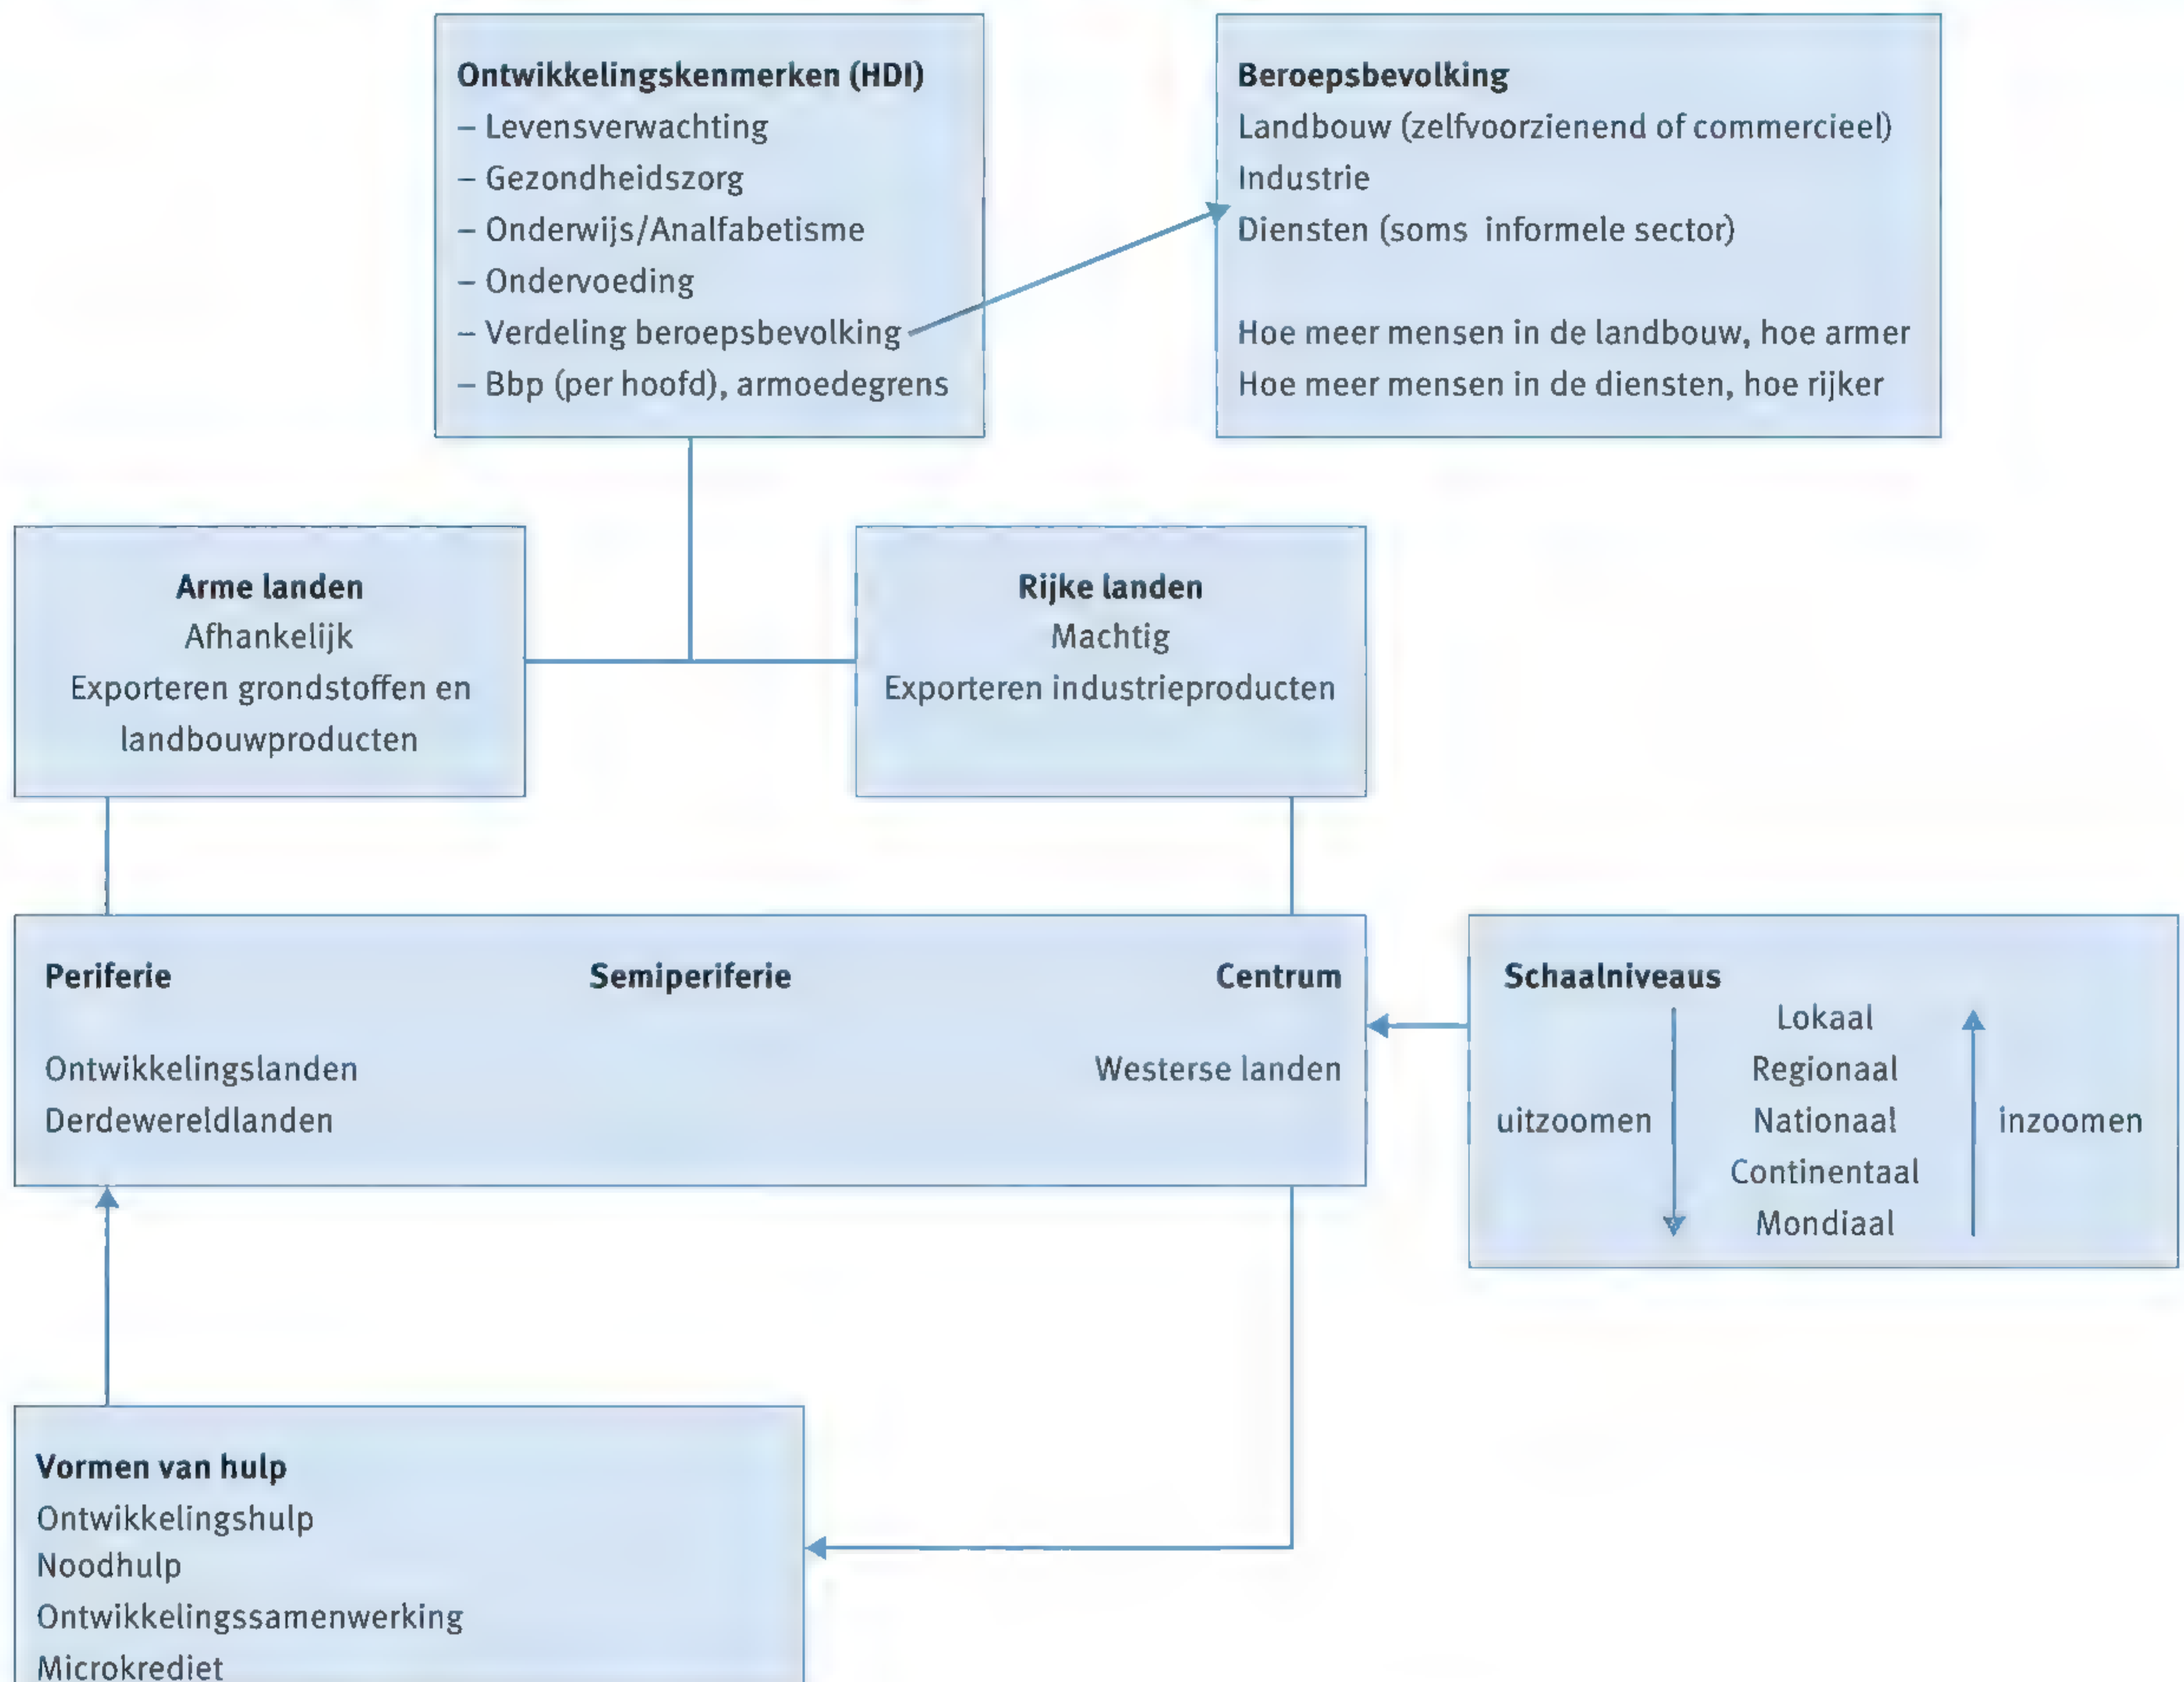 Ontwikkelingskenmerken (HDI)
– Levensverwachting
– Gezondheidszorg
– Onderwijs/Analfabetisme
– Ondervoeding
– Verdeling beroepsbevolking
– Bbp (per hoofd), armoedegrens
Beroepsbevolking
Landbouw (zelfvoorzienend of commercieel)
Industrie
Diensten (soms informele sector)
Hoe meer mensen in de landbouw, hoe armer
Hoe meer mensen in de diensten, hoe rijker
Arme landen
Afhankelijk
Exporteren grondstoffen en
landbouwproducten
Rijke landen
Machtig
Exporteren industrieproducten
Periferie
Ontwikkelingslanden
Derdewereldlanden
Semiperiferie
Centrum
Westerse landen
Schaalniveaus
uitzoomen
Lokaal
Regionaal
Nationaal
Continentaal
Mondiaal
inzoomen
Vormen van hulp
Ontwikkelingshulp
Noodhulp
Ontwikkelingssamenwerking
Microkrediet